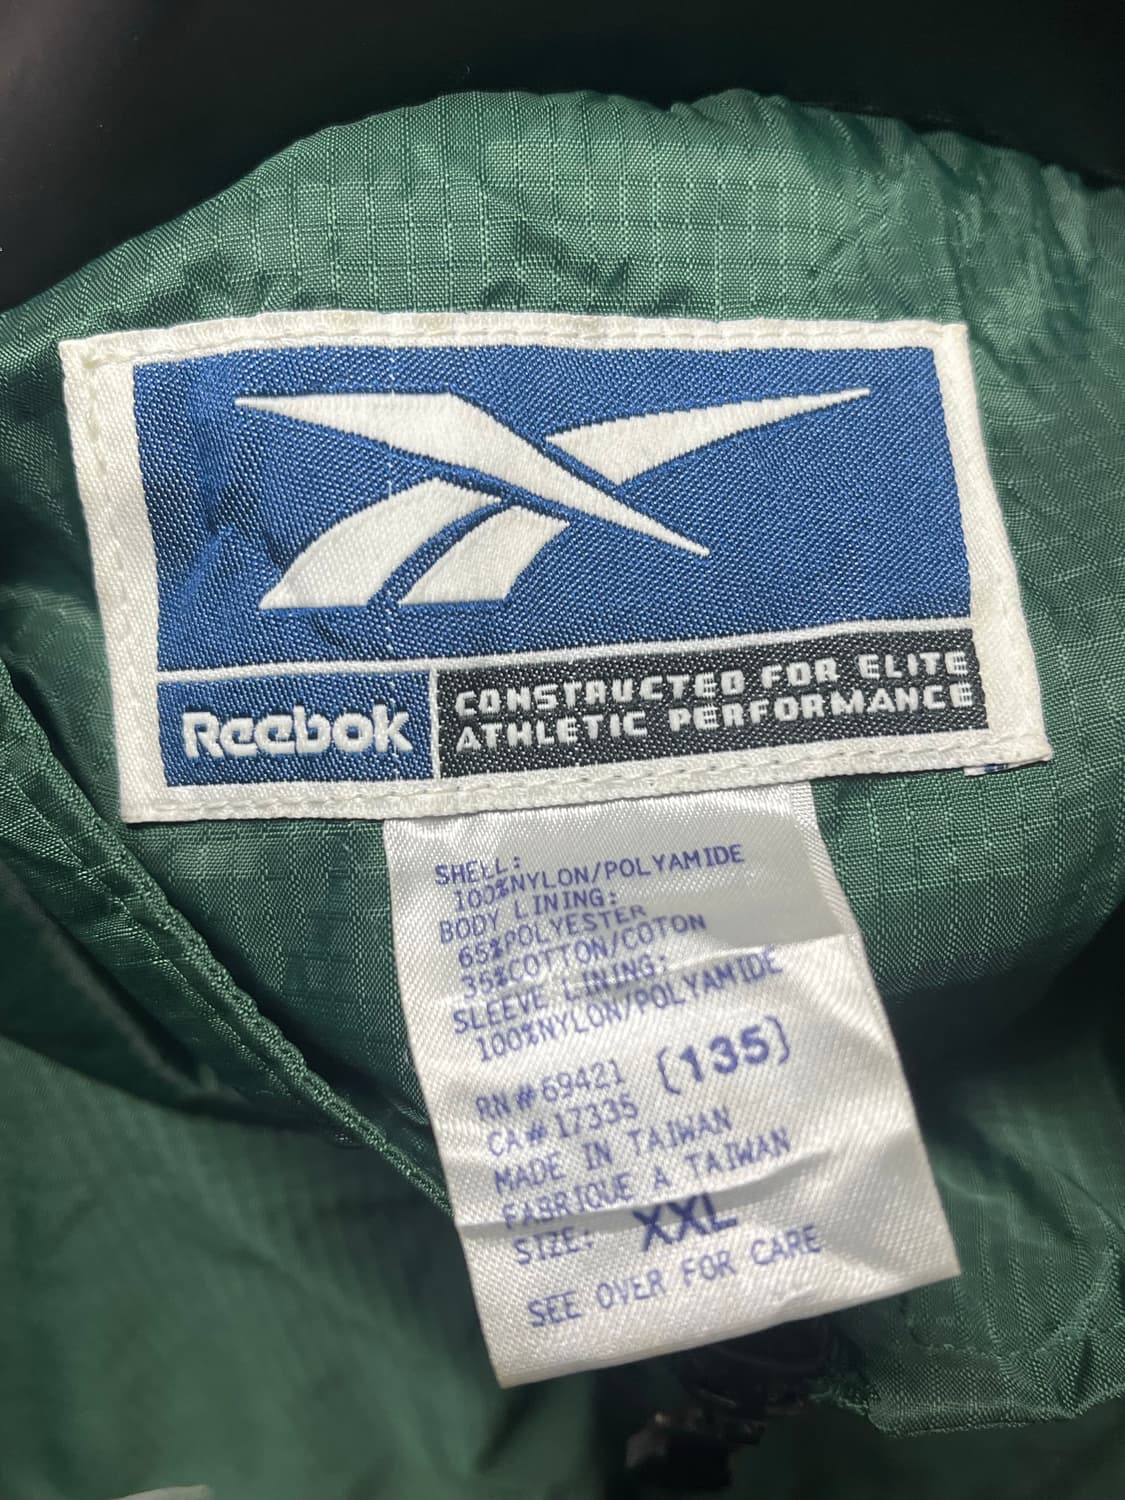 Reebok
CONSTRUCTED FOR ELITE
ATHLETIC PERFORMANCE
SHELL:
100%NYLON/POLYAMIDE
BODY LINING:
65%POLYESTER
35%COTTON/COTON
SLEEVE LINING:
100%NYLON/POLYAMIDE
RN#69421 (135)
CA#17335
MADE IN TAIWAN
FABRIQUE A TAIWAN
SIZE: XXL
SEE OVER FOR CARE